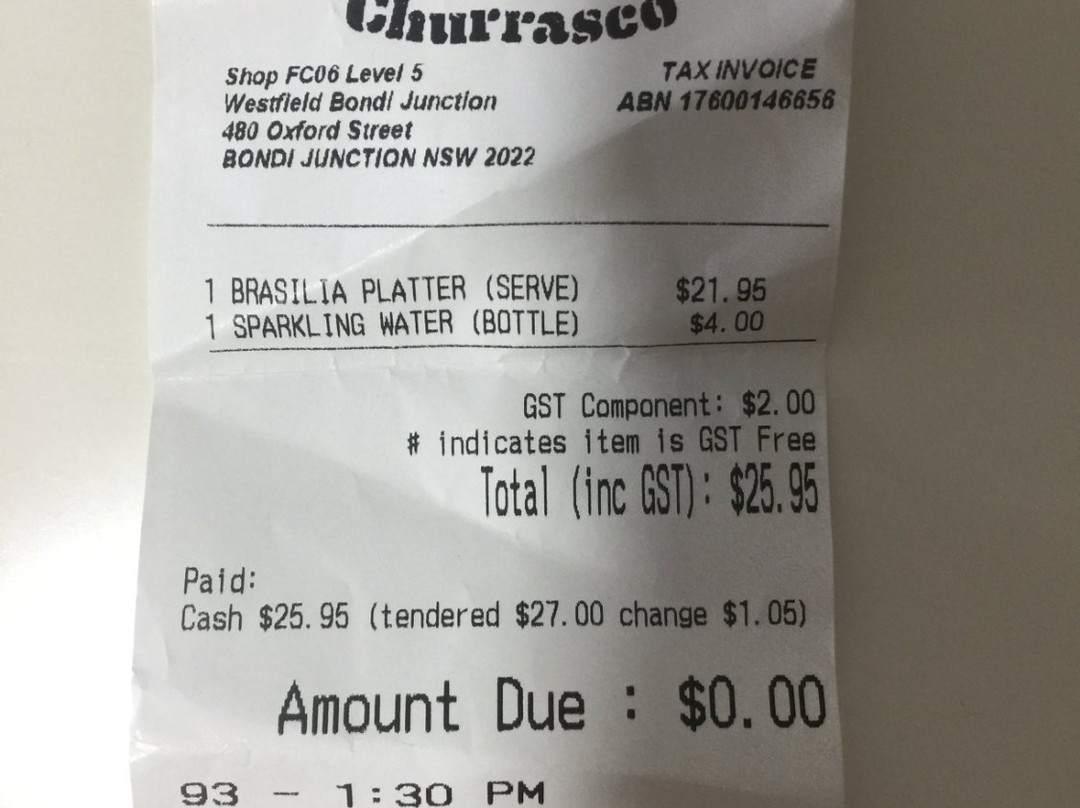 Churrasco
Shop FC06 Level 5
Westfield Bondi Junction
480 Oxford Street
BONDI JUNCTION NSW 2022
TAX INVOICE
ABN 17600146656
1 BRASILIA PLATTER (SERVE) $21.95
1 SPARKLING WATER (BOTTLE) $4.00
GST Component: $2.00
# indicates item is GST Free
Total (inc GST): $25.95
Paid:
Cash $25.95 (tendered $27.00 change $1.05)
Amount Due : $0.00
93 - 1:30 PM